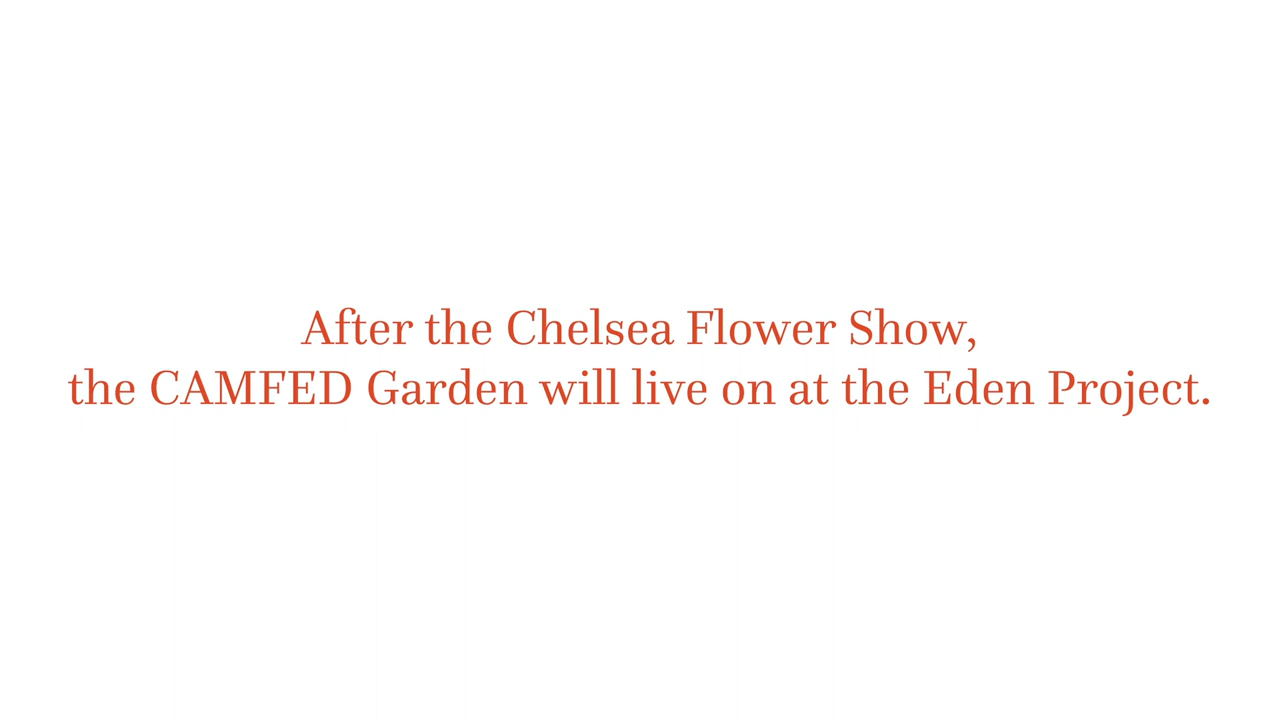 After the Chelsea Flower Show,
the CAMFED Garden will live on at the Eden Project.